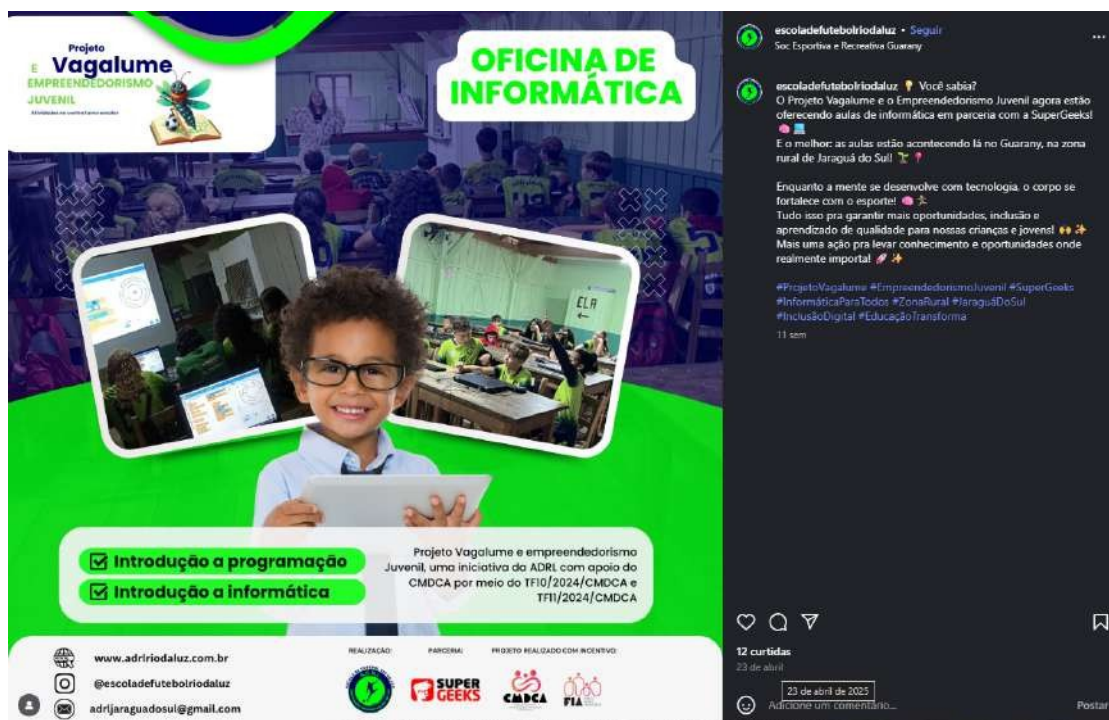 Projeto
Vagalume
E
EMPREENDEDORISMO
JUVENIL
OFICINA DE
INFORMÁTICA
ELA
Introdução a programação
Introdução a informática
Projeto Vagalume e empreendedorismo
Juvenil, uma iniciativa da ADRL com apoio do
CMDCA por meio do TF10/2024/CMDCA e
TF11/2024/CMDCA
www.adrlriodaluz.com.br
@escoladefutebolriodaluz
adrljaraguadosul@gmail.com
REALIZAÇÃO:
PARCERIA:
PROJETO REALIZADO COM INCENTIVO:
SUPER
GEEKS
CMDCA
FIA
escoladefutebolriodaluz • Seguir
Soc Esportiva e Recreativa Guarany
escoladefutebolriodaluz 💡 Você sabia?
O Projeto Vagalume e o Empreendedorismo Juvenil agora estão
oferecendo aulas de informática em parceria com a SuperGeeks!
🧠 💻
E o melhor: as aulas estão acontecendo lá no Guarany, na zona
rural de Jaraguá do Sul! 🌱 📍
Enquanto a mente se desenvolve com tecnologia, o corpo se
fortalece com o esporte! 🧠 🏃
Tudo isso pra garantir mais oportunidades, inclusão e
aprendizado de qualidade para nossas crianças e jovens! 🙌 ✨
Mais uma ação pra levar conhecimento e oportunidades onde
realmente importa! 🚀 ✨
#ProjetoVagalume #EmpreendedorismoJuvenil #SuperGeeks
#InformáticaParaTodos #ZonaRural #JaraguáDoSul
#InclusãoDigital #EducaçãoTransforma
11 sem
12 curtidas
23 de abril
23 de abril de 2025
Adicione um comentário...
Postar